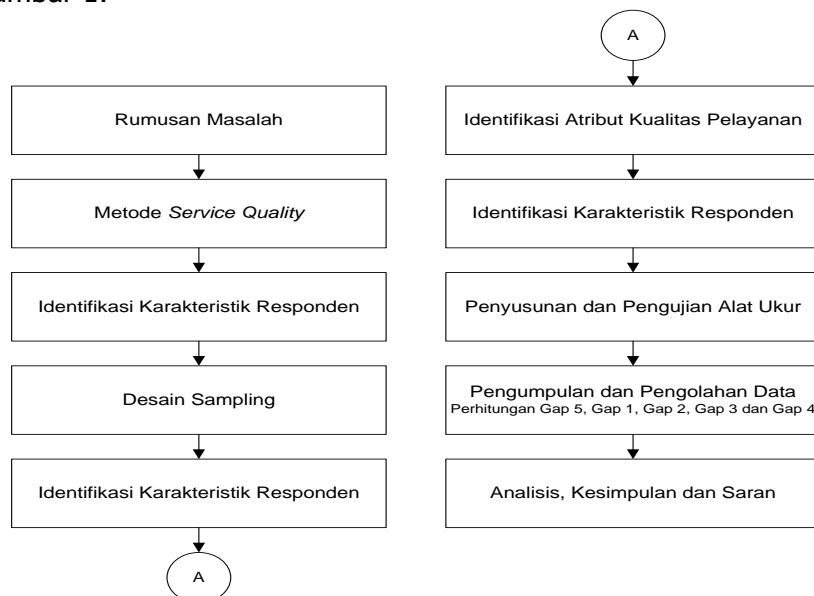 Rumusan Masalah
Metode Service Quality
Identifikasi Karakteristik Responden
Desain Sampling
Identifikasi Karakteristik Responden
A
A
Identifikasi Atribut Kualitas Pelayanan
Identifikasi Karakteristik Responden
Penyusunan dan Pengujian Alat Ukur
Pengumpulan dan Pengolahan Data
Perhitungan Gap 5, Gap 1, Gap 2, Gap 3 dan Gap 4
Analisis, Kesimpulan dan Saran